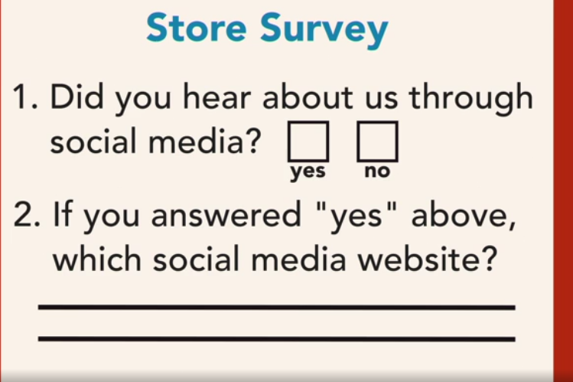 Store Survey
1. Did you hear about us through
social media?
yes no
2. If you answered "yes" above,
which social media website?